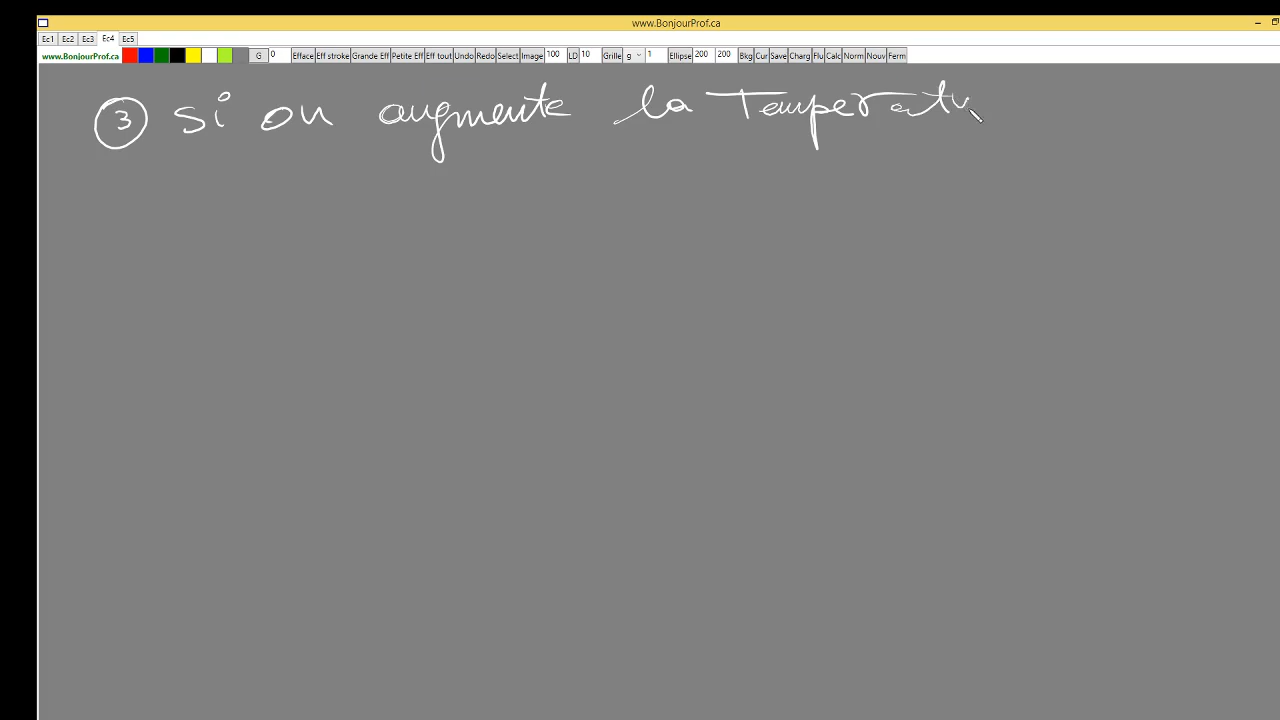 www.BonjourProf.ca
Ec1 Ec2 Ec3 Ec4 Ec5
www.BonjourProf.ca G 0 Efface Eff stroke Grande Eff Petite Eff Eff tout Undo Redo Select Image 100 LD 10 Grille g 1 Ellipse 200 200 Bkg Cur Save Charg Flu Calc Norm Nouv Ferm
3 Si on augmente la Temperatu